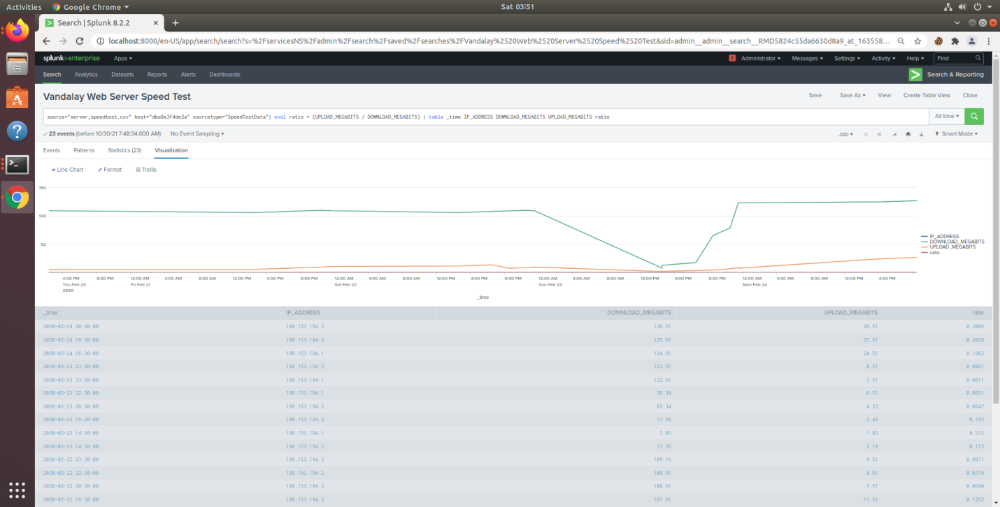 Activities Google Chrome Sat 03:51
Search | Splunk 8.2.2
localhost:8000/en-US/app/search/search?s=%2FservicesNS%2Fadmin%2Fsearch%2Fsaved%2Fsearches%2FVandalay%2520Web%2520Server%2520Speed%2520Test&sid=admin__admin__search__RMD5824c55da6630d8a9_at_163558...
splunk>enterprise Apps Administrator Messages Settings Activity Help Find
Search Analytics Datasets Reports Alerts Dashboards Search & Reporting
Vandalay Web Server Speed Test Save Save As View Create Table View Close
source="server_speedtest.csv" host="dba9e3f4de2a" sourcetype="SpeedTestData"| eval ratio = (UPLOAD_MEGABITS / DOWNLOAD_MEGABITS) | table _time IP_ADDRESS DOWNLOAD_MEGABITS UPLOAD_MEGABITS ratio All time
23 events (before 10/30/21 7:48:34.000 AM) No Event Sampling Job Smart Mode
Events Patterns Statistics (23) Visualization
Line Chart Format Trellis
150
100
50
IP_ADDRESS
DOWNLOAD_MEGABITS
UPLOAD_MEGABITS
ratio
4:00 PM 8:00 PM 12:00 AM 4:00 AM 8:00 AM 12:00 PM 4:00 PM 8:00 PM 12:00 AM 4:00 AM 8:00 AM 12:00 PM 4:00 PM 8:00 PM 12:00 AM 4:00 AM 8:00 AM 12:00 PM 4:00 PM 8:00 PM 12:00 AM 4:00 AM 8:00 AM 12:00 PM 4:00 PM
Thu Feb 20 Fri Feb 21 Sat Feb 22 Sun Feb 23 Mon Feb 24
2020
_time
_time IP_ADDRESS DOWNLOAD_MEGABITS UPLOAD_MEGABITS ratio
2020-02-24 20:30:00 198.153.194.2 126.91 26.51 0.2089
2020-02-24 18:30:00 198.153.194.2 125.91 25.51 0.2026
2020-02-24 16:30:00 198.153.194.1 124.91 24.51 0.1962
2020-02-23 23:30:00 198.153.194.2 123.91 8.51 0.0687
2020-02-23 23:30:00 198.153.194.1 122.91 7.51 0.0611
2020-02-23 22:30:00 198.153.194.1 78.34 6.51 0.0831
2020-02-23 20:30:00 198.153.194.2 65.34 4.23 0.0647
2020-02-23 18:30:00 198.153.194.2 17.56 3.43 0.195
2020-02-23 14:30:00 198.153.194.1 7.87 1.83 0.233
2020-02-23 14:30:00 198.153.194.2 12.76 2.19 0.172
2020-02-22 23:30:00 198.153.194.2 109.16 9.51 0.0871
2020-02-22 22:30:00 198.153.194.2 109.91 8.51 0.0774
2020-02-22 20:30:00 198.153.194.2 108.91 7.51 0.0690
2020-02-22 18:30:00 198.153.194.2 107.91 13.51 0.1252